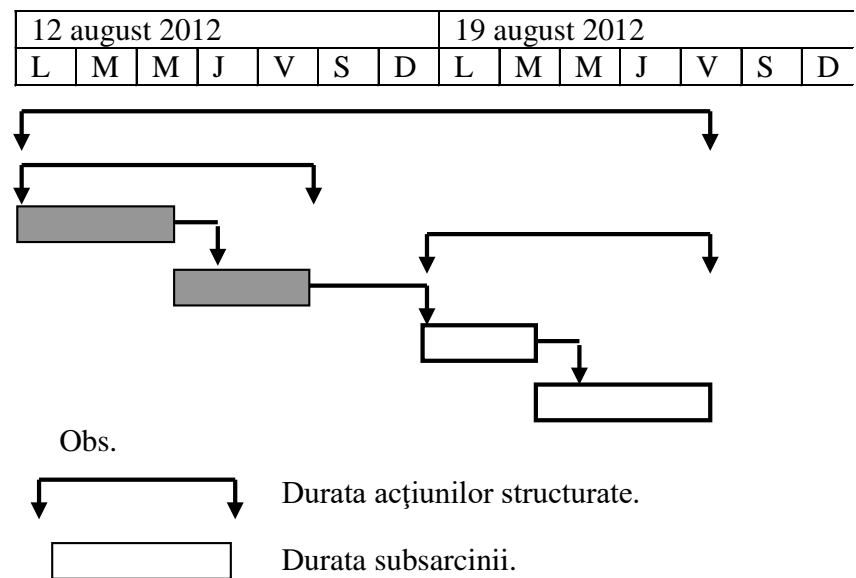 12 august 2012 19 august 2012
L M M J V S D L M M J V S D
Obs.
Durata acţiunilor structurate.
Durata subsarcinii.